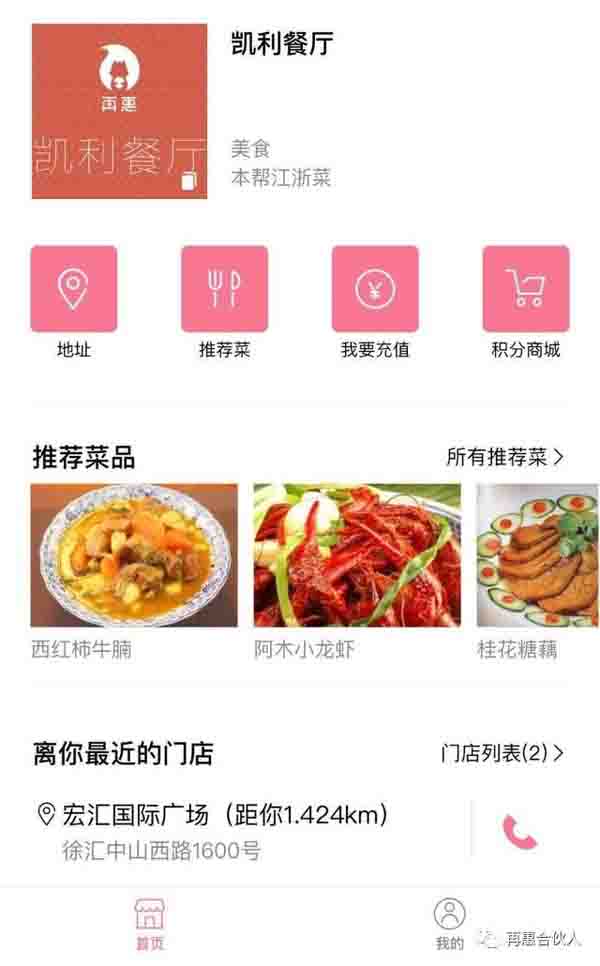 再惠
凯利餐厅
凯利餐厅
美食
本帮江浙菜
地址
推荐菜
我要充值
积分商城
推荐菜品
所有推荐菜
西红柿牛腩
阿木小龙虾
桂花糖藕
离你最近的门店
门店列表(2)
宏汇国际广场（距你1.424km）
徐汇中山西路1600号
首页
我的
再惠合伙人